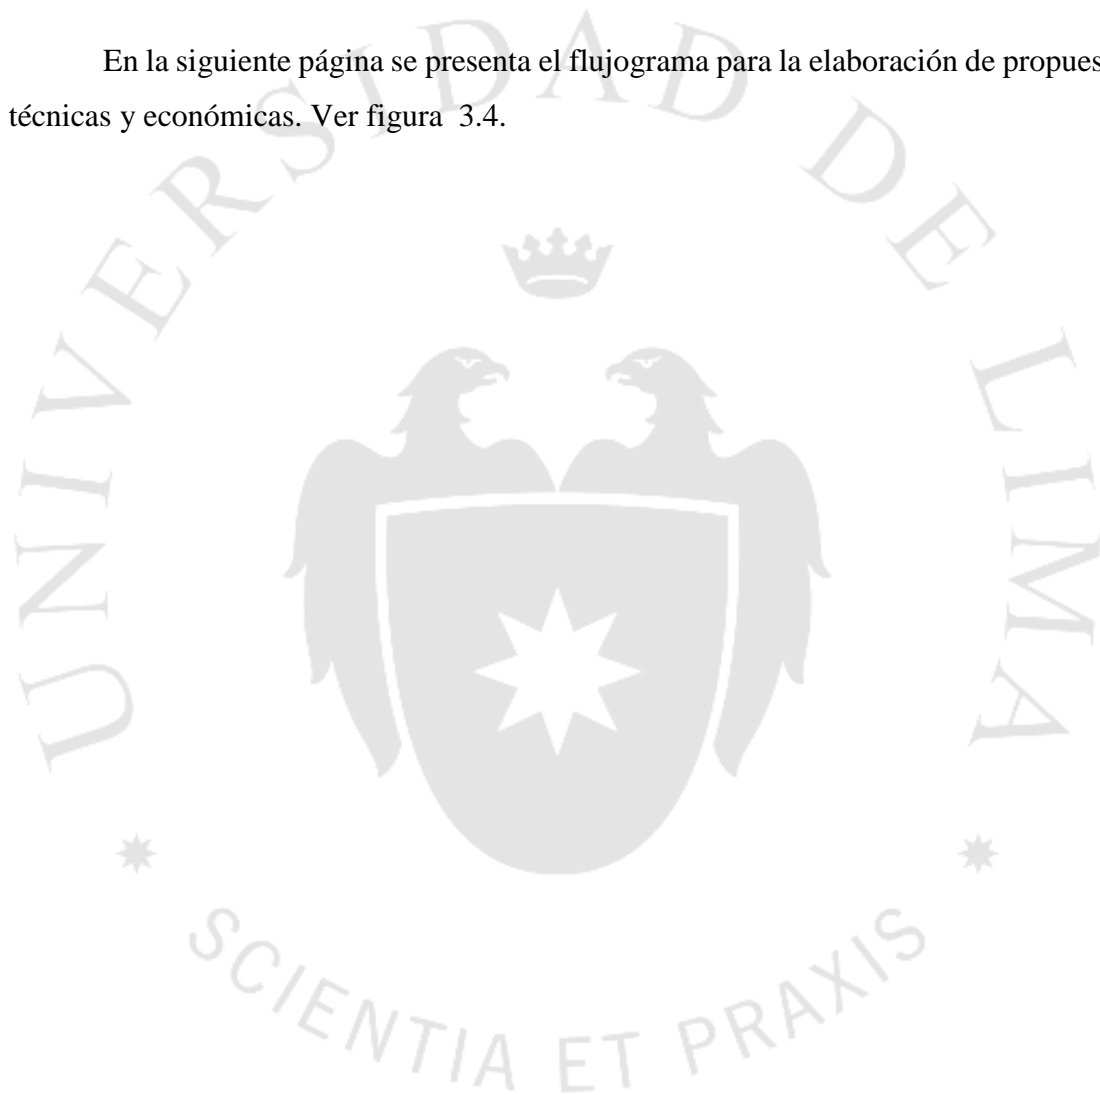 En la siguiente página se presenta el flujograma para la elaboración de propues
técnicas y económicas. Ver figura 3.4.
UNIVERSIDAD DE LIMA
SCIENTIA ET PRAXIS